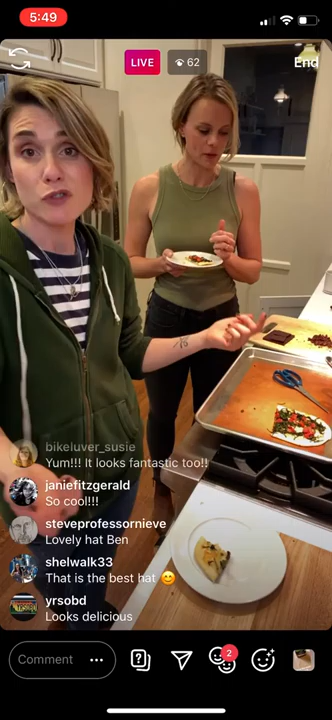 5:49
LIVE
62
End
bikeluver_susie
Yum!!! It looks fantastic too!!
janiefitzgerald
So cool!!!
steveprofessornieve
Lovely hat Ben
shelwalk33
That is the best hat 😊
yrsobd
Looks delicious
Comment
2